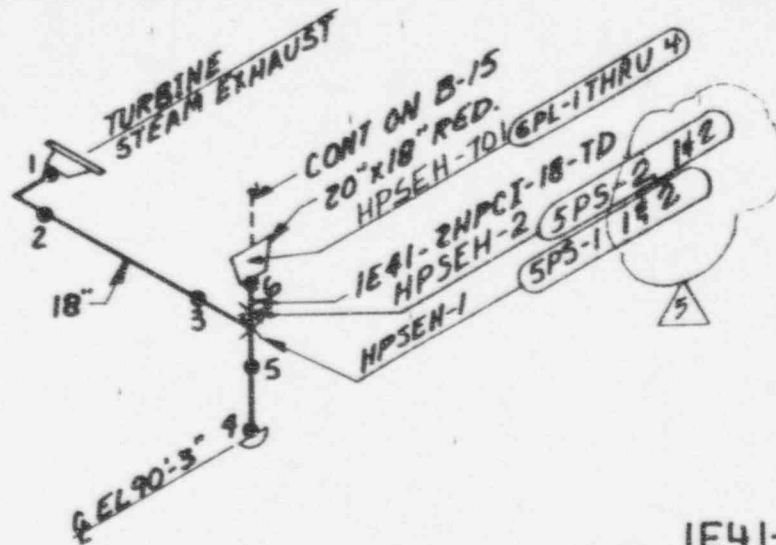 TURBINE
STEAM EXHAUST
CONT ON B-15
20"x18" RED.
HPSEH-TO1 6PL-1 THRU 4
1E41-2HPCI-18-TD
HPSEH-2 5PS-2 1&2
HPSEH-1 5PS-1 1&2
5
1
2
18"
3
6
5
4
℄ EL 90'-3"
1E41-